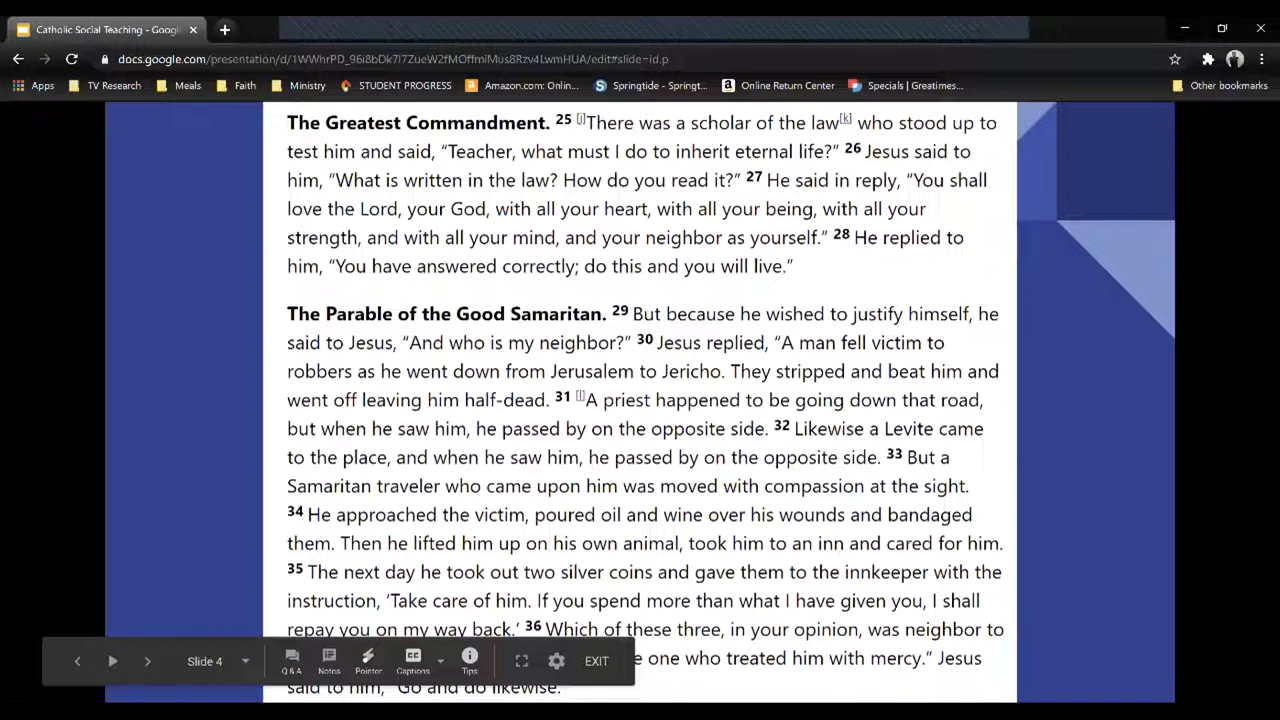 Catholic Social Teaching - Googl
docs.google.com/presentation/d/1WWhrPD_96i8bDk7I7ZueW2fMOffmiMus8Rzv4LwmHUA/edit#slide=id.p
Apps TV Research Meals Faith Ministry STUDENT PROGRESS Amazon.com: Onlin... Springtide - Springt... Online Return Center Specials | Greatimes... Other bookmarks
The Greatest Commandment. 25 [j]There was a scholar of the law[k] who stood up to
test him and said, “Teacher, what must I do to inherit eternal life?” 26 Jesus said to
him, “What is written in the law? How do you read it?” 27 He said in reply, “You shall
love the Lord, your God, with all your heart, with all your being, with all your
strength, and with all your mind, and your neighbor as yourself.” 28 He replied to
him, “You have answered correctly; do this and you will live.”
The Parable of the Good Samaritan. 29 But because he wished to justify himself, he
said to Jesus, “And who is my neighbor?” 30 Jesus replied, “A man fell victim to
robbers as he went down from Jerusalem to Jericho. They stripped and beat him and
went off leaving him half-dead. 31 [l]A priest happened to be going down that road,
but when he saw him, he passed by on the opposite side. 32 Likewise a Levite came
to the place, and when he saw him, he passed by on the opposite side. 33 But a
Samaritan traveler who came upon him was moved with compassion at the sight.
34 He approached the victim, poured oil and wine over his wounds and bandaged
them. Then he lifted him up on his own animal, took him to an inn and cared for him.
35 The next day he took out two silver coins and gave them to the innkeeper with the
instruction, ‘Take care of him. If you spend more than what I have given you, I shall
repay you on my way back.’ 36 Which of these three, in your opinion, was neighbor to
one who treated him with mercy.” Jesus
said to him, “Go and do likewise.”
Slide 4 Q & A Notes Pointer Captions Tips EXIT